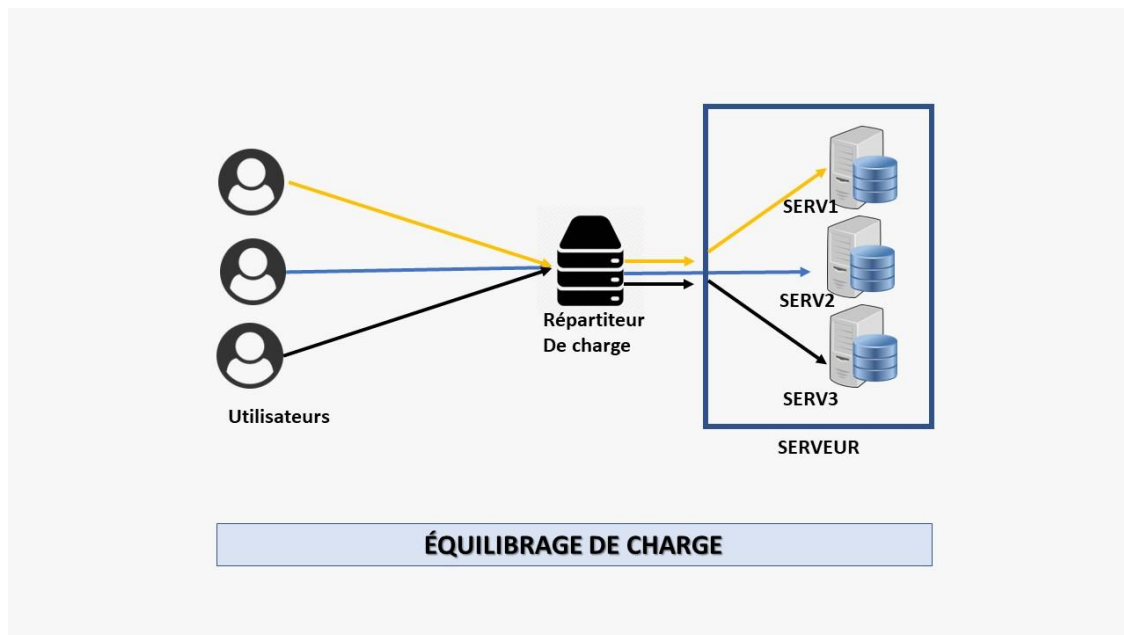 SERV1
SERV2
Répartiteur
De charge
SERV3
Utilisateurs
SERVEUR
ÉQUILIBRAGE DE CHARGE